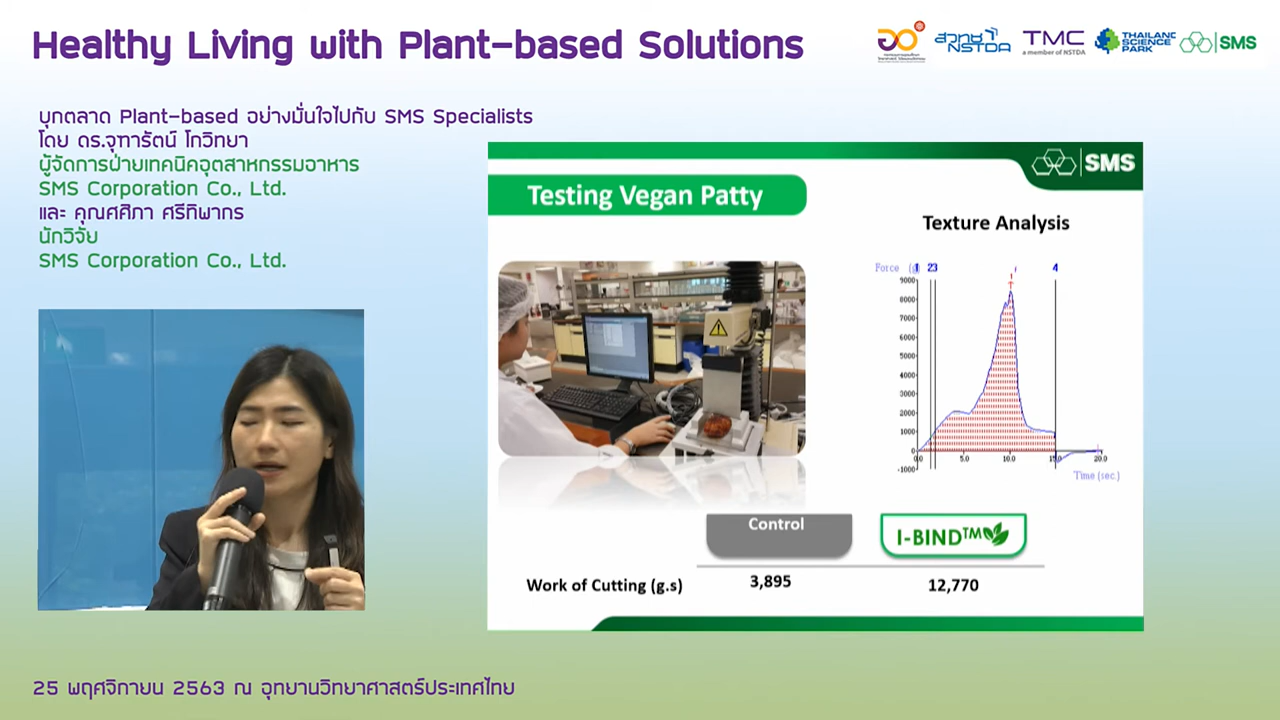 Healthy Living with Plant-based Solutions
สวทช
NSTDA
TMC
a member of NSTDA
THAILAND
SCIENCE
PARK
SMS
บุกตลาด Plant-based อย่างมั่นใจไปกับ SMS Specialists
โดย ดร.จุฑารัตน์ โกวิทยา
ผู้จัดการฝ่ายเทคนิคอุตสาหกรรมอาหาร
SMS Corporation Co., Ltd.
และ คุณศศิภา ศรีทิพากร
นักวิจัย
SMS Corporation Co., Ltd.
SMS
Testing Vegan Patty
Texture Analysis
Force (g) 1 2 3 4
9000
8000
7000
6000
5000
4000
3000
2000
1000
0
-1000
0.0 5.0 10.0 15.0 20.0
Time (sec.)
Control I-BIND™
Work of Cutting (g.s) 3,895 12,770
25 พฤศจิกายน 2563 ณ อุทยานวิทยาศาสตร์ประเทศไทย